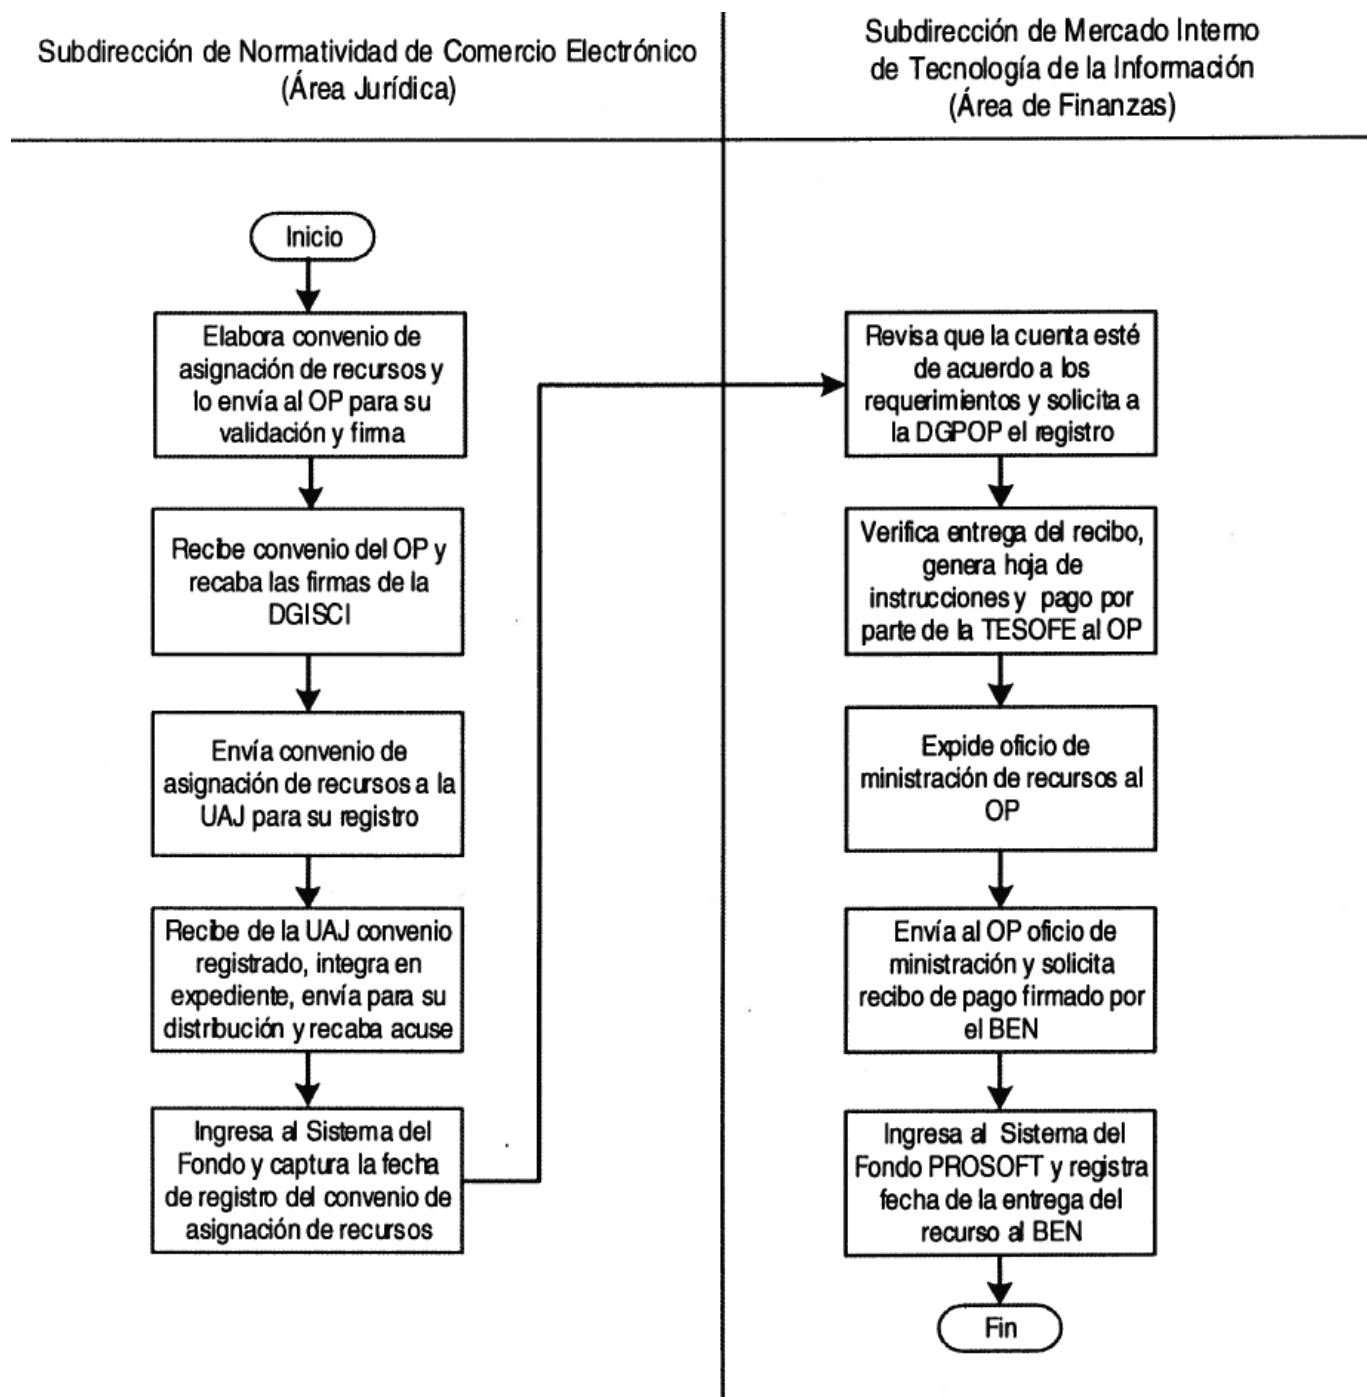 Subdirección de Normatividad de Comercio Electrónico
(Área Jurídica)
Subdirección de Mercado Interno
de Tecnología de la Información
(Área de Finanzas)
Inicio
Elabora convenio de
asignación de recursos y
lo envía al OP para su
validación y firma
Recibe convenio del OP y
recaba las firmas de la
DGISCI
Envía convenio de
asignación de recursos a la
UAJ para su registro
Recibe de la UAJ convenio
registrado, integra en
expediente, envía para su
distribución y recaba acuse
Ingresa al Sistema del
Fondo y captura la fecha
de registro del convenio de
asignación de recursos
Revisa que la cuenta esté
de acuerdo a los
requerimientos y solicita a
la DGPOP el registro
Verifica entrega del recibo,
genera hoja de
instrucciones y pago por
parte de la TESOFE al OP
Expide oficio de
ministración de recursos al
OP
Envía al OP oficio de
ministración y solicita
recibo de pago firmado por
el BEN
Ingresa al Sistema del
Fondo PROSOFT y registra
fecha de la entrega del
recurso al BEN
Fin